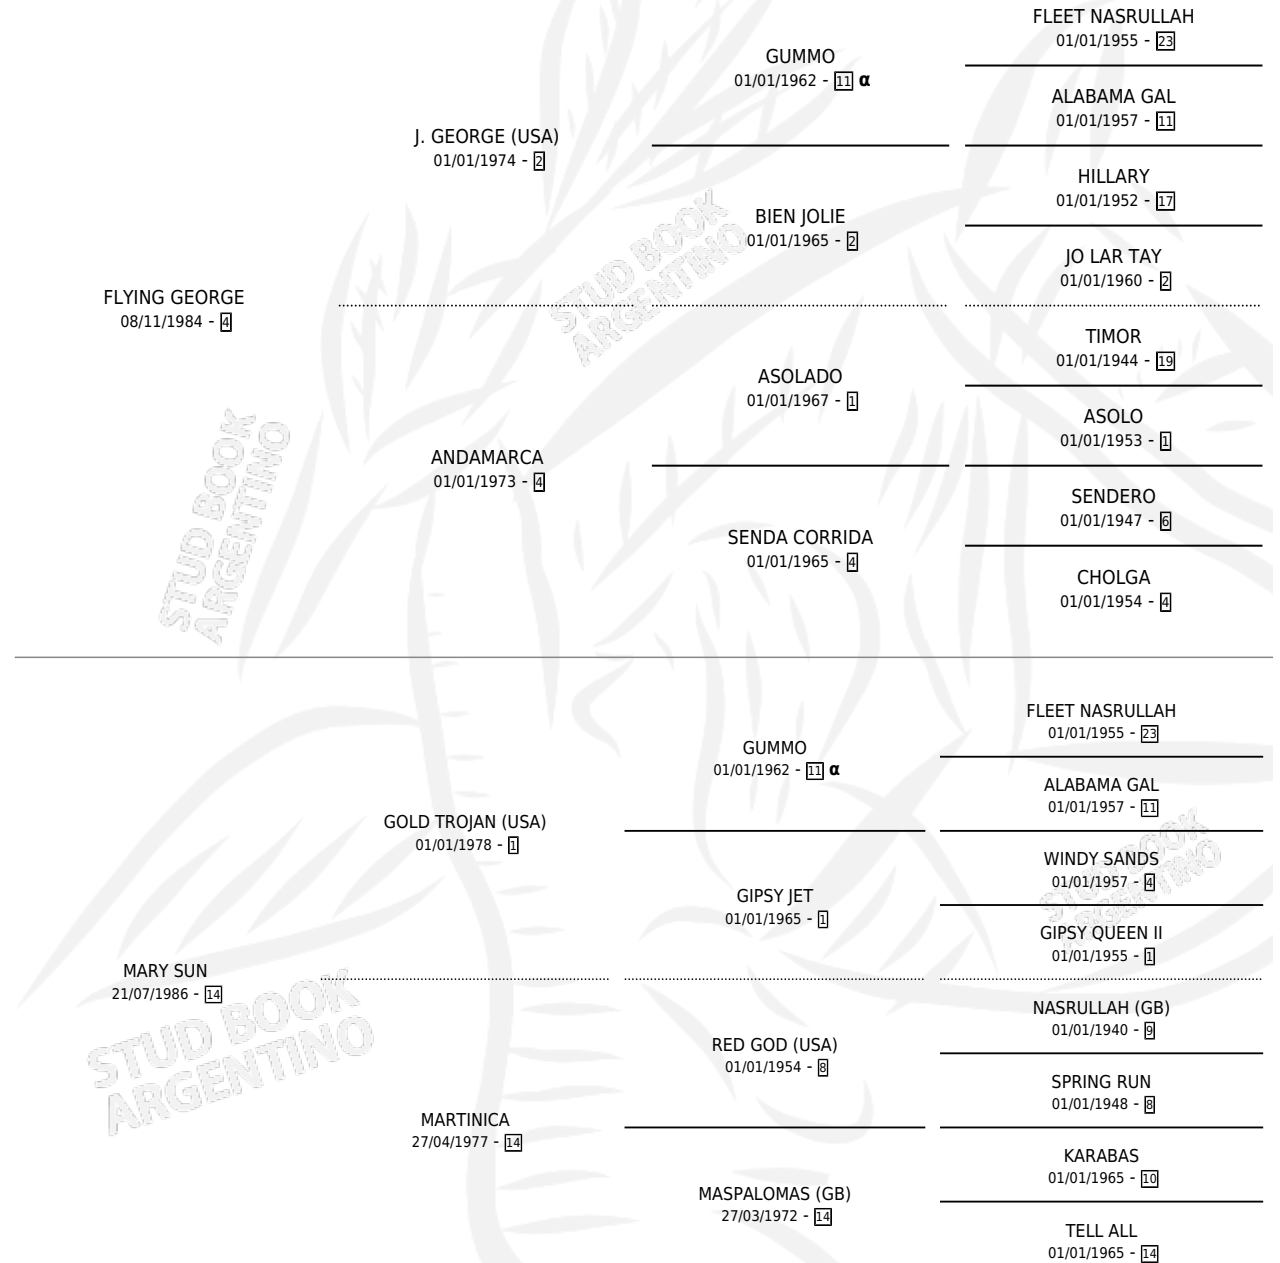 FLEET NASRULLAH
01/01/1955 - 23
GUMMO
01/01/1962 - 11 α
ALABAMA GAL
01/01/1957 - 11
J. GEORGE (USA)
01/01/1974 - 2
HILLARY
01/01/1952 - 17
BIEN JOLIE
01/01/1965 - 2
JO LAR TAY
01/01/1960 - 2
FLYING GEORGE
08/11/1984 - 4
TIMOR
01/01/1944 - 19
ASOLADO
01/01/1967 - 1
ASOLO
01/01/1953 - 1
ANDAMARCA
01/01/1973 - 4
SENDERO
01/01/1947 - 6
SENDA CORRIDA
01/01/1965 - 4
CHOLGA
01/01/1954 - 4
FLEET NASRULLAH
01/01/1955 - 23
GUMMO
01/01/1962 - 11 α
ALABAMA GAL
01/01/1957 - 11
GOLD TROJAN (USA)
01/01/1978 - 1
WINDY SANDS
01/01/1957 - 4
GIPSY JET
01/01/1965 - 1
GIPSY QUEEN II
01/01/1955 - 1
MARY SUN
21/07/1986 - 14
NASRULLAH (GB)
01/01/1940 - 9
RED GOD (USA)
01/01/1954 - 8
SPRING RUN
01/01/1948 - 8
MARTINICA
27/04/1977 - 14
KARABAS
01/01/1965 - 10
MASPALOMAS (GB)
27/03/1972 - 14
TELL ALL
01/01/1965 - 14
STUD BOOK
ARGENTINO
STUD BOOK
ARGENTINO
STUD BOOK
ARGENTINO
STUD BOOK
ARGENTINO